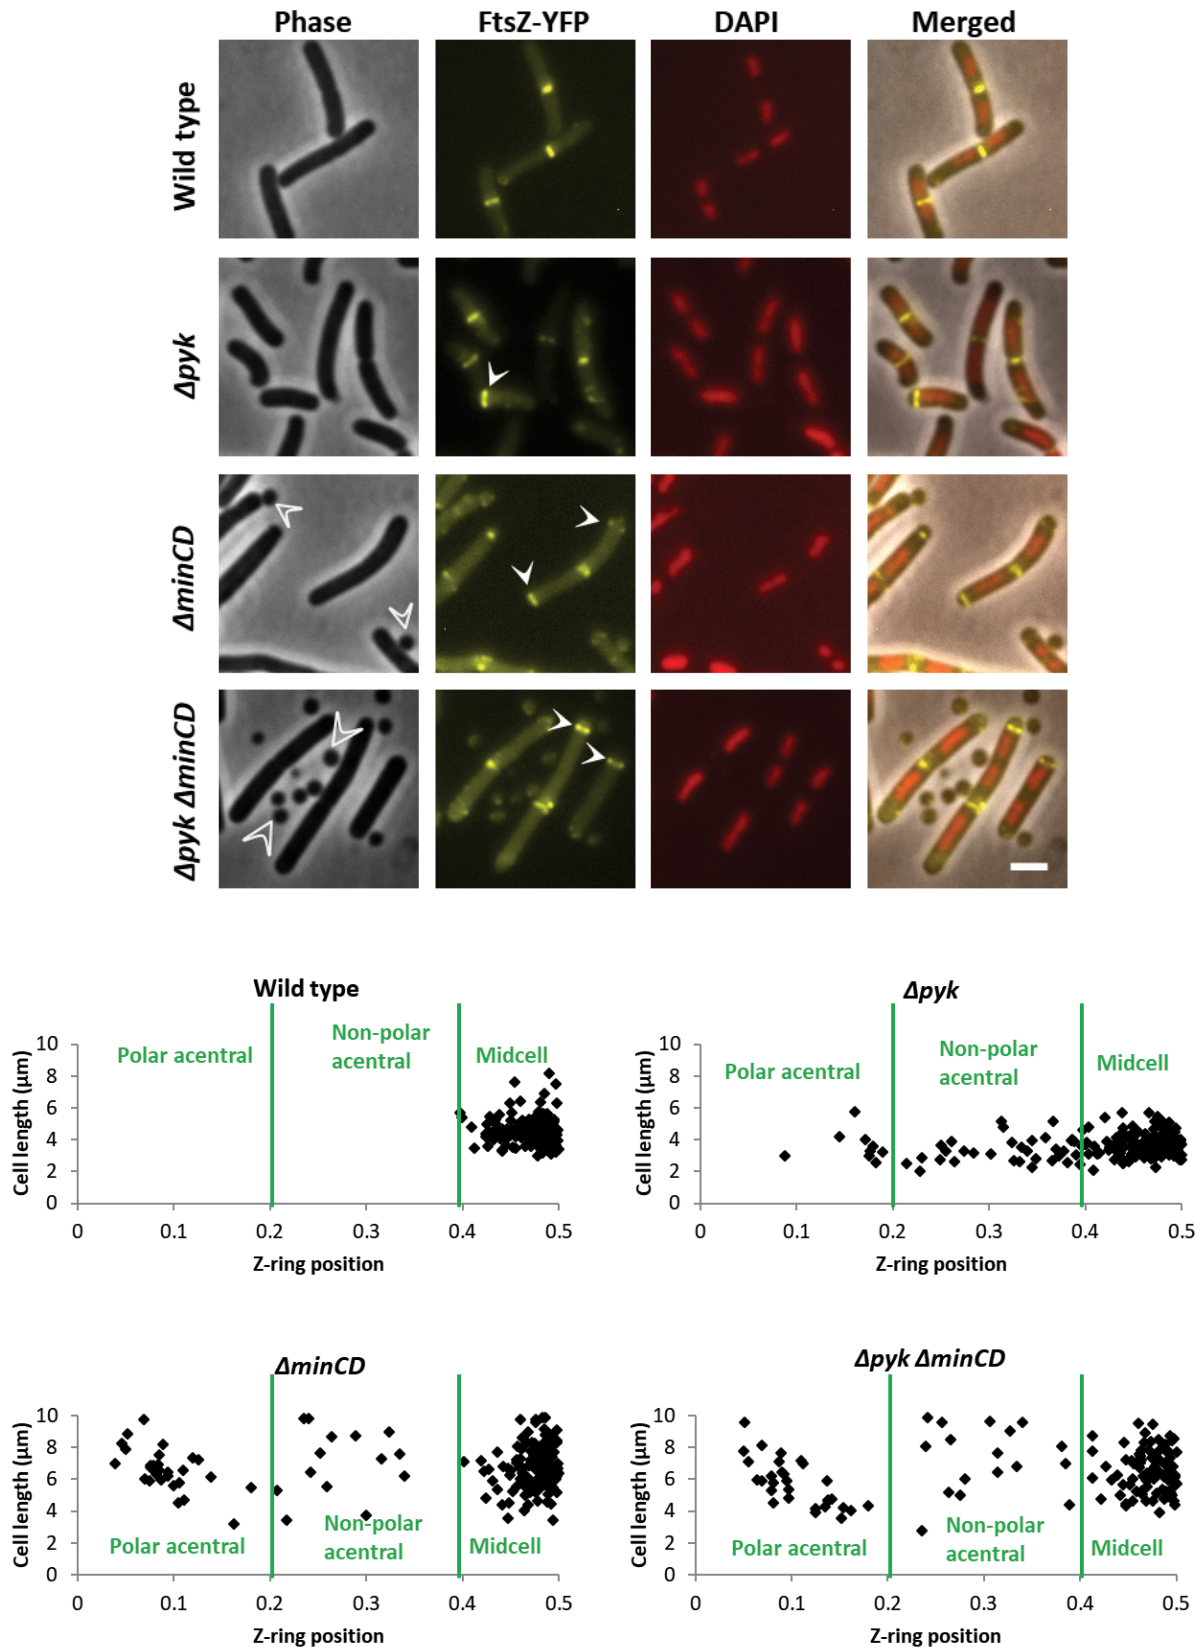 Phase FtsZ-YFP DAPI Merged
Wild type
Δpyk
ΔminCD
Δpyk ΔminCD
Wild type
Polar acentral
Non-polar
acentral
Midcell
Cell length (µm)
10
8
6
4
2
0
0 0.1 0.2 0.3 0.4 0.5
Z-ring position
Δpyk
Polar acentral
Non-polar
acentral
Midcell
Cell length (µm)
10
8
6
4
2
0
0 0.1 0.2 0.3 0.4 0.5
Z-ring position
ΔminCD
Cell length (µm)
10
8
6
4
2
0
Polar acentral
Non-polar
acentral
Midcell
0 0.1 0.2 0.3 0.4 0.5
Z-ring position
Δpyk ΔminCD
Cell length (µm)
10
8
6
4
2
0
Polar acentral
Non-polar
acentral
Midcell
0 0.1 0.2 0.3 0.4 0.5
Z-ring position